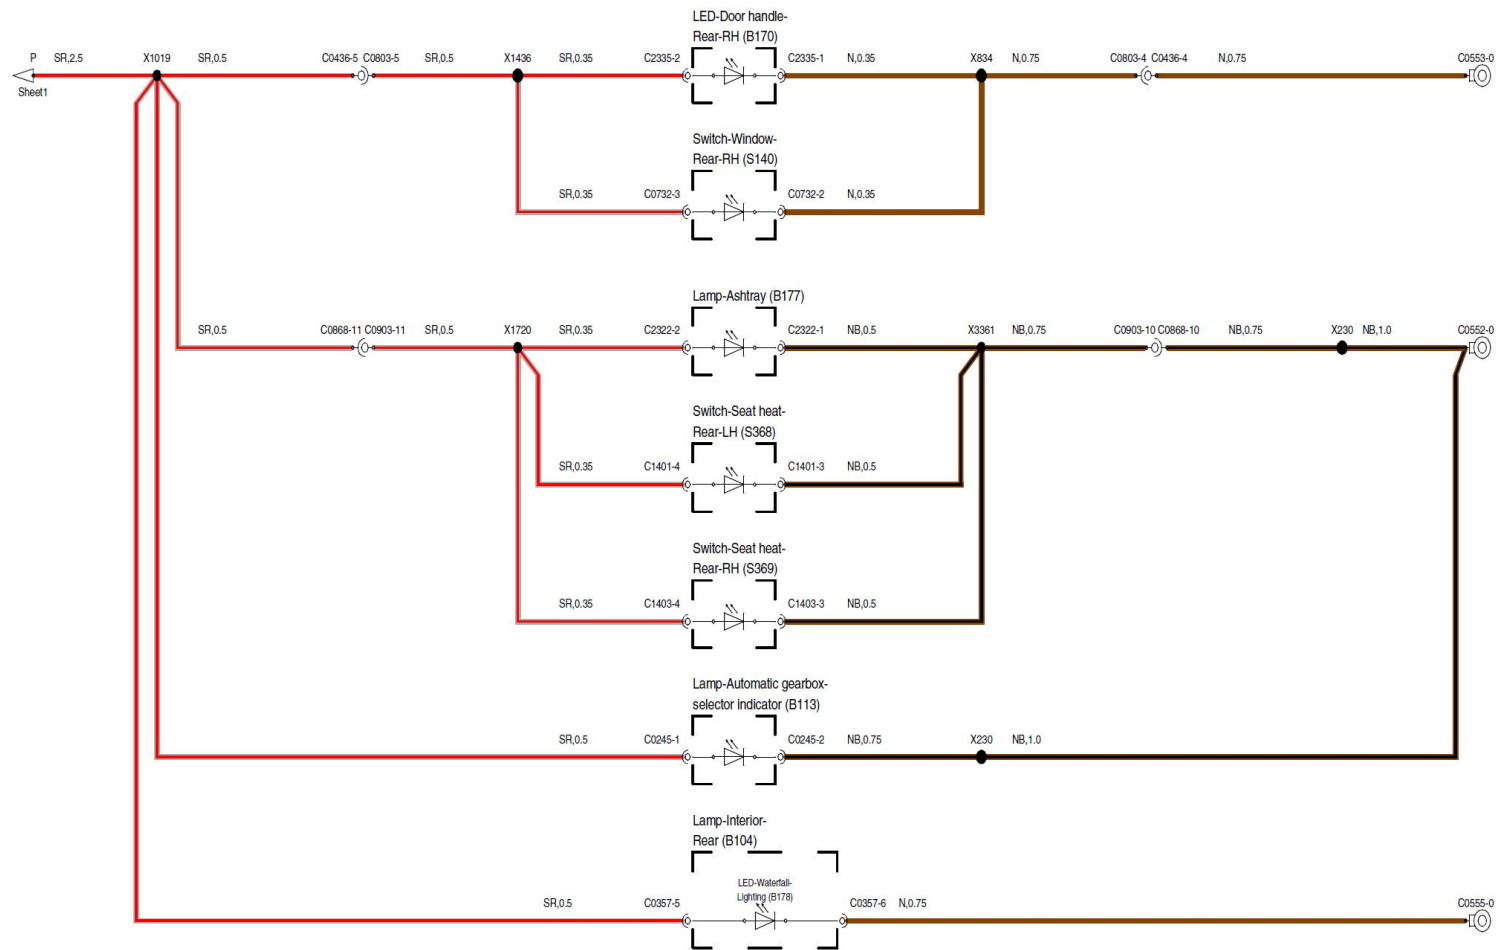 LED-Door handle-
Rear-RH (B170)
P SR,2.5 X1019 SR,0.5 C0436-5 C0803-5 SR,0.5 X1436 SR,0.35 C2335-2 C2335-1 N,0.35 X834 N,0.75 C0803-4 C0436-4 N,0.75 C0553-0
Sheet1
Switch-Window-
Rear-RH (S140)
SR,0.35 C0732-3 C0732-2 N,0.35
Lamp-Ashtray (B177)
SR,0.5 C0868-11 C0903-11 SR,0.5 X1720 SR,0.35 C2322-2 C2322-1 NB,0.5 X3361 NB,0.75 C0903-10 C0868-10 NB,0.75 X230 NB,1.0 C0552-0
Switch-Seat heat-
Rear-LH (S368)
SR,0.35 C1401-4 C1401-3 NB,0.5
Switch-Seat heat-
Rear-RH (S369)
SR,0.35 C1403-4 C1403-3 NB,0.5
Lamp-Automatic gearbox-
selector indicator (B113)
SR,0.5 C0245-1 C0245-2 NB,0.75 X230 NB,1.0
Lamp-Interior-
Rear (B104)
LED-Waterfall-
Lighting (B178)
SR,0.5 C0357-5 C0357-6 N,0.75 C0555-0